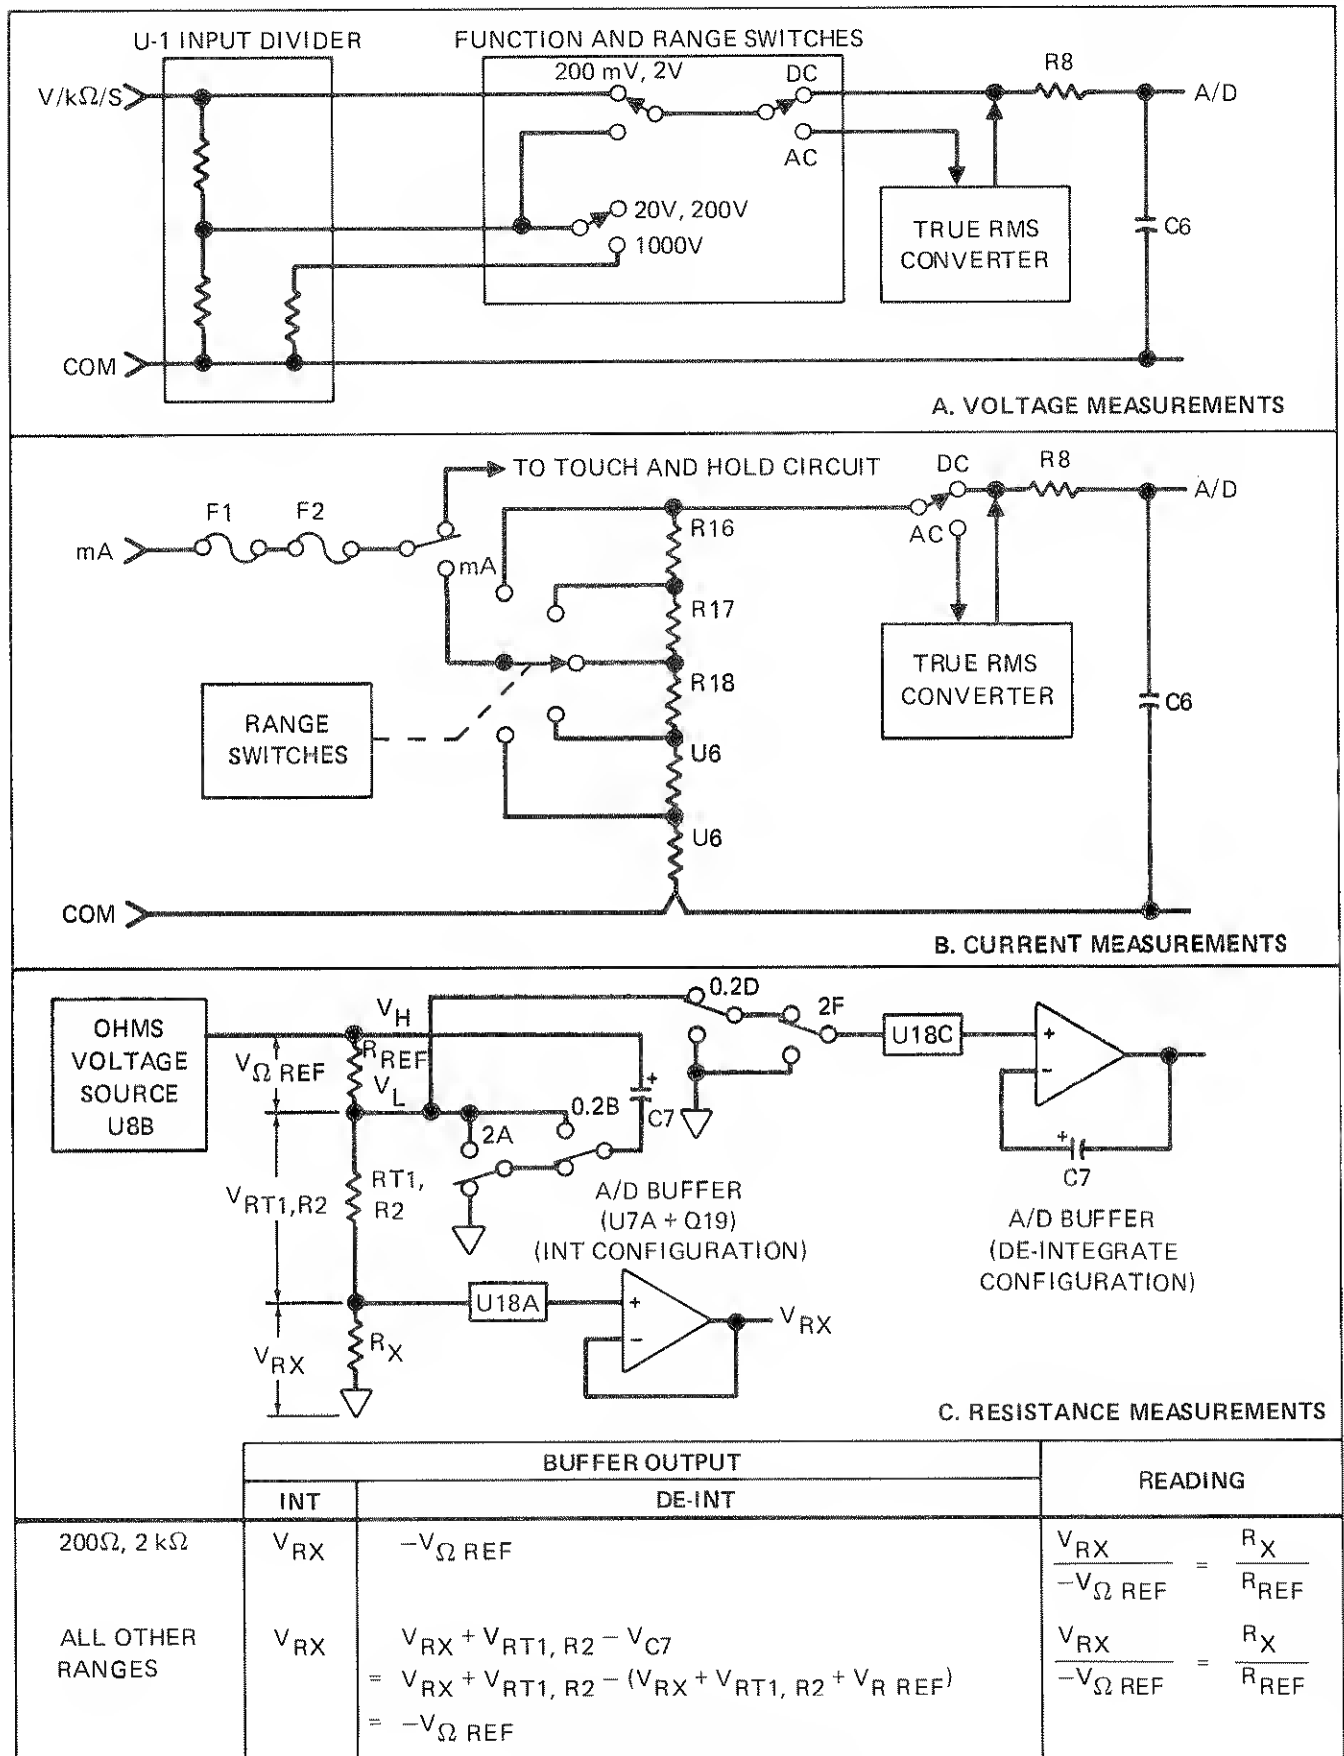 U-1 INPUT DIVIDER
FUNCTION AND RANGE SWITCHES
200 mV, 2V
DC
R8
V/kΩ/S
A/D
AC
20V, 200V
1000V
TRUE RMS
CONVERTER
C6
COM
A. VOLTAGE MEASUREMENTS
TO TOUCH AND HOLD CIRCUIT
DC
R8
A/D
F1
F2
mA
mA
R16
AC
R17
R18
TRUE RMS
CONVERTER
C6
RANGE
SWITCHES
U6
U6
COM
B. CURRENT MEASUREMENTS
OHMS
VOLTAGE
SOURCE
U8B
VH
VΩ REF
RREF
VL
0.2D
2F
U18C
+
−
+
C7
2A
0.2B
+
C7
VRT1,R2
RT1,
R2
A/D BUFFER
(U7A + Q19)
(INT CONFIGURATION)
A/D BUFFER
(DE-INTEGRATE
CONFIGURATION)
U18A
+
−
VRX
VRX
RX
C. RESISTANCE MEASUREMENTS
BUFFER OUTPUT
READING
INT
DE-INT
200Ω, 2 kΩ
VRX
−VΩ REF
VRX / −VΩ REF = RX / RREF
ALL OTHER
RANGES
VRX
VRX + VRT1, R2 − VC7
= VRX + VRT1, R2 − (VRX + VRT1, R2 + VR REF)
= −VΩ REF
VRX / −VΩ REF = RX / RREF